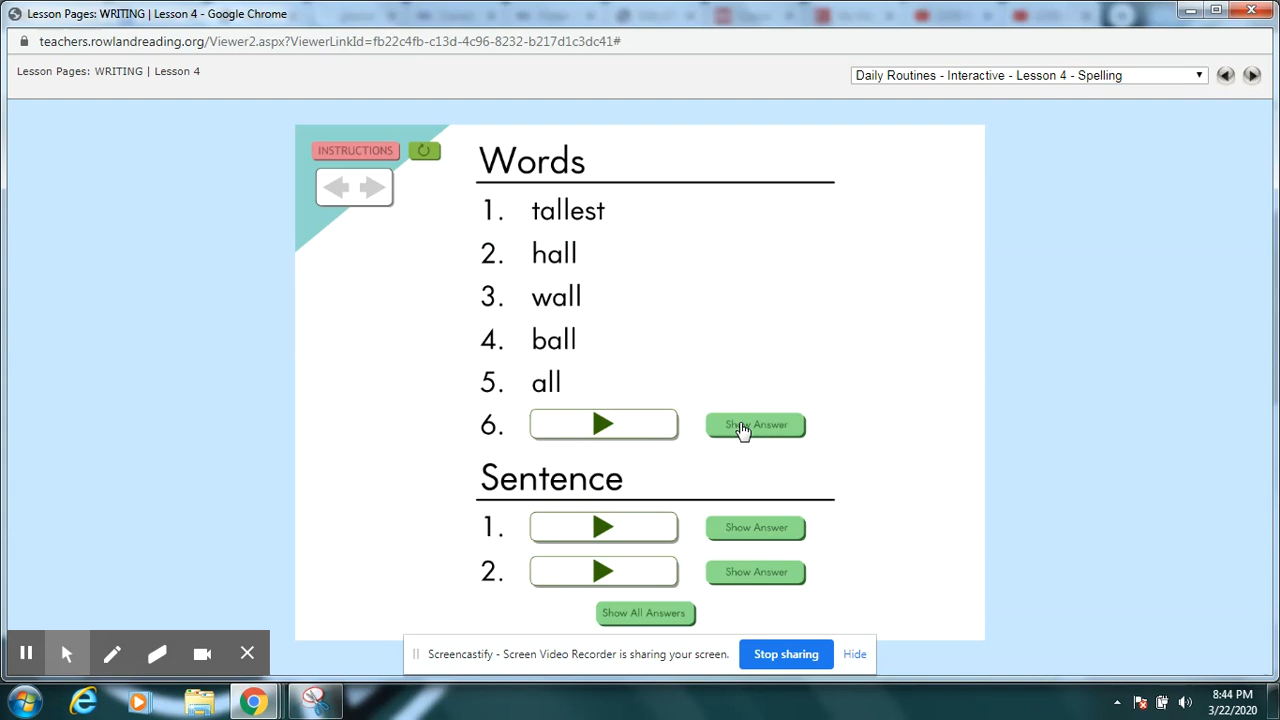 Lesson Pages: WRITING | Lesson 4 - Google Chrome
teachers.rowlandreading.org/Viewer2.aspx?ViewerLinkId=fb22c4fb-c13d-4c96-8232-b217d1c3dc41#
Lesson Pages: WRITING | Lesson 4
Daily Routines - Interactive - Lesson 4 - Spelling
INSTRUCTIONS
Words
1. tallest
2. hall
3. wall
4. ball
5. all
6. Show Answer
Sentence
1. Show Answer
2. Show Answer
Show All Answers
Screencastify - Screen Video Recorder is sharing your screen. Stop sharing Hide
8:44 PM
3/22/2020